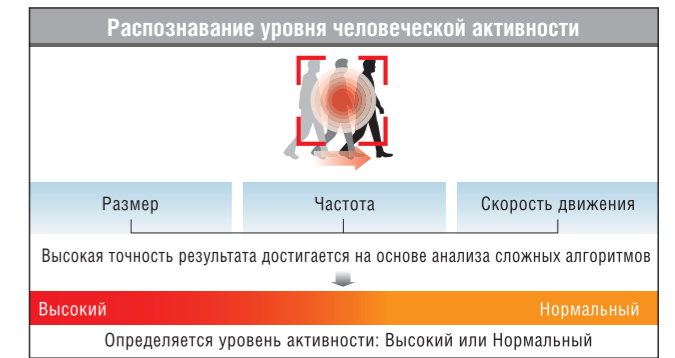 Распознавание уровня человеческой активности
Размер
Частота
Скорость движения
Высокая точность результата достигается на основе анализа сложных алгоритмов
Высокий
Нормальный
Определяется уровень активности: Высокий или Нормальный